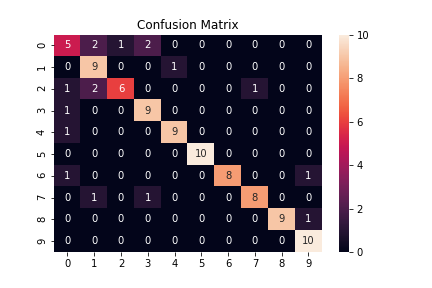 Confusion Matrix
0 5 2 1 2 0 0 0 0 0 0
1 0 9 0 0 1 0 0 0 0 0
2 1 2 6 0 0 0 0 1 0 0
3 1 0 0 9 0 0 0 0 0 0
4 1 0 0 0 9 0 0 0 0 0
5 0 0 0 0 0 10 0 0 0 0
6 1 0 0 0 0 0 8 0 0 1
7 0 1 0 1 0 0 0 8 0 0
8 0 0 0 0 0 0 0 0 9 1
9 0 0 0 0 0 0 0 0 0 10
0 1 2 3 4 5 6 7 8 9
10
8
6
4
2
0